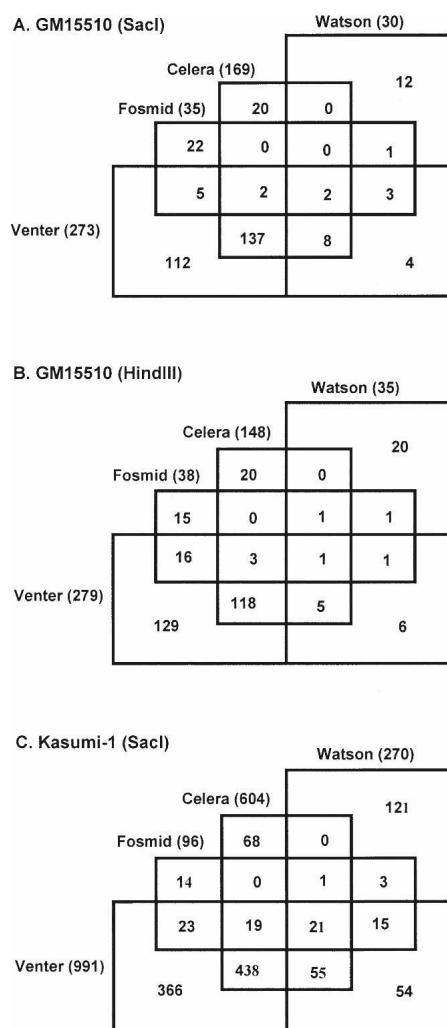 A. GM15510 (SacI)
Watson (30)
Celera (169)
12
Fosmid (35)
20 0
22 0 0 1
5 2 2 3
Venter (273)
137 8
112 4
B. GM15510 (HindIII)
Watson (35)
Celera (148)
20
Fosmid (38)
20 0
15 0 1 1
16 3 1 1
Venter (279)
118 5
129 6
C. Kasumi-1 (SacI)
Watson (270)
Celera (604)
121
Fosmid (96)
68 0
14 0 1 3
23 19 21 15
Venter (991)
438 55
366 54